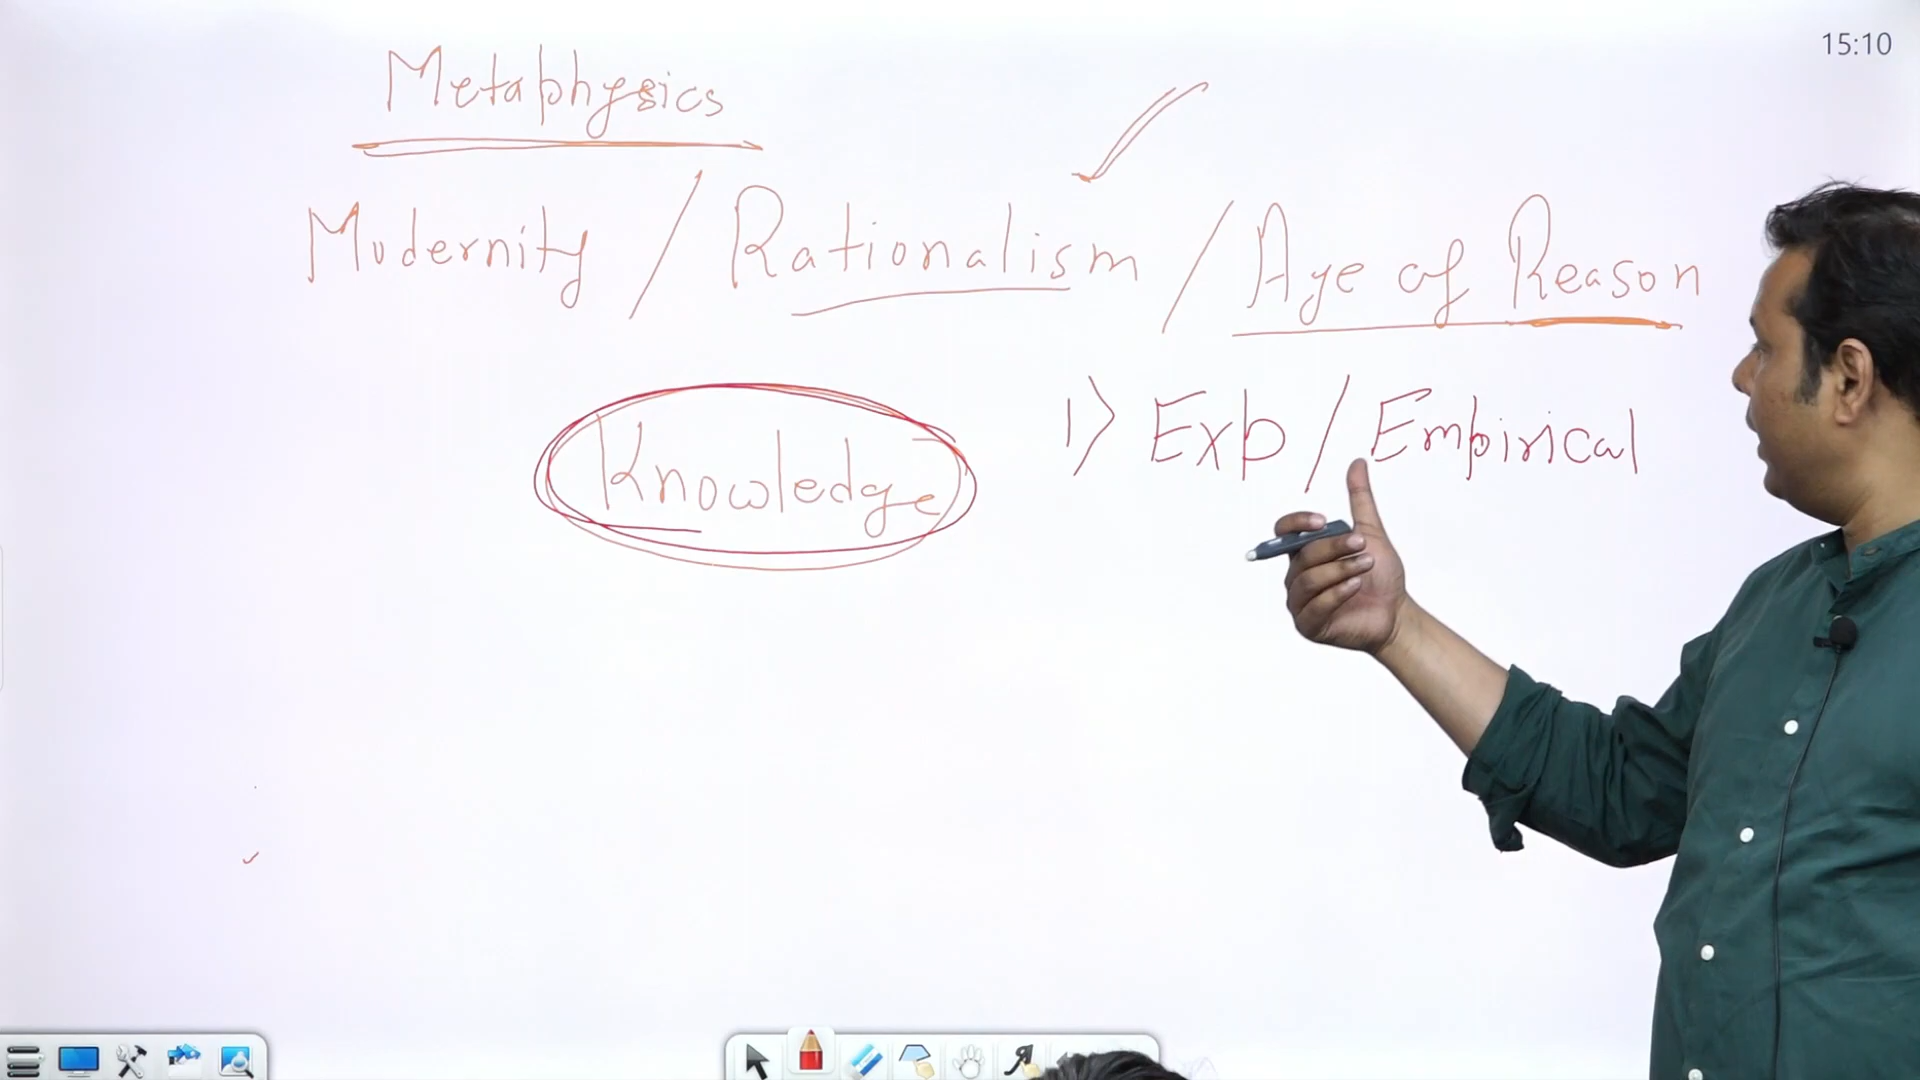 15:10
Metaphysics
Modernity / Rationalism / Age of Reason
Knowledge
1) Exp / Empirical